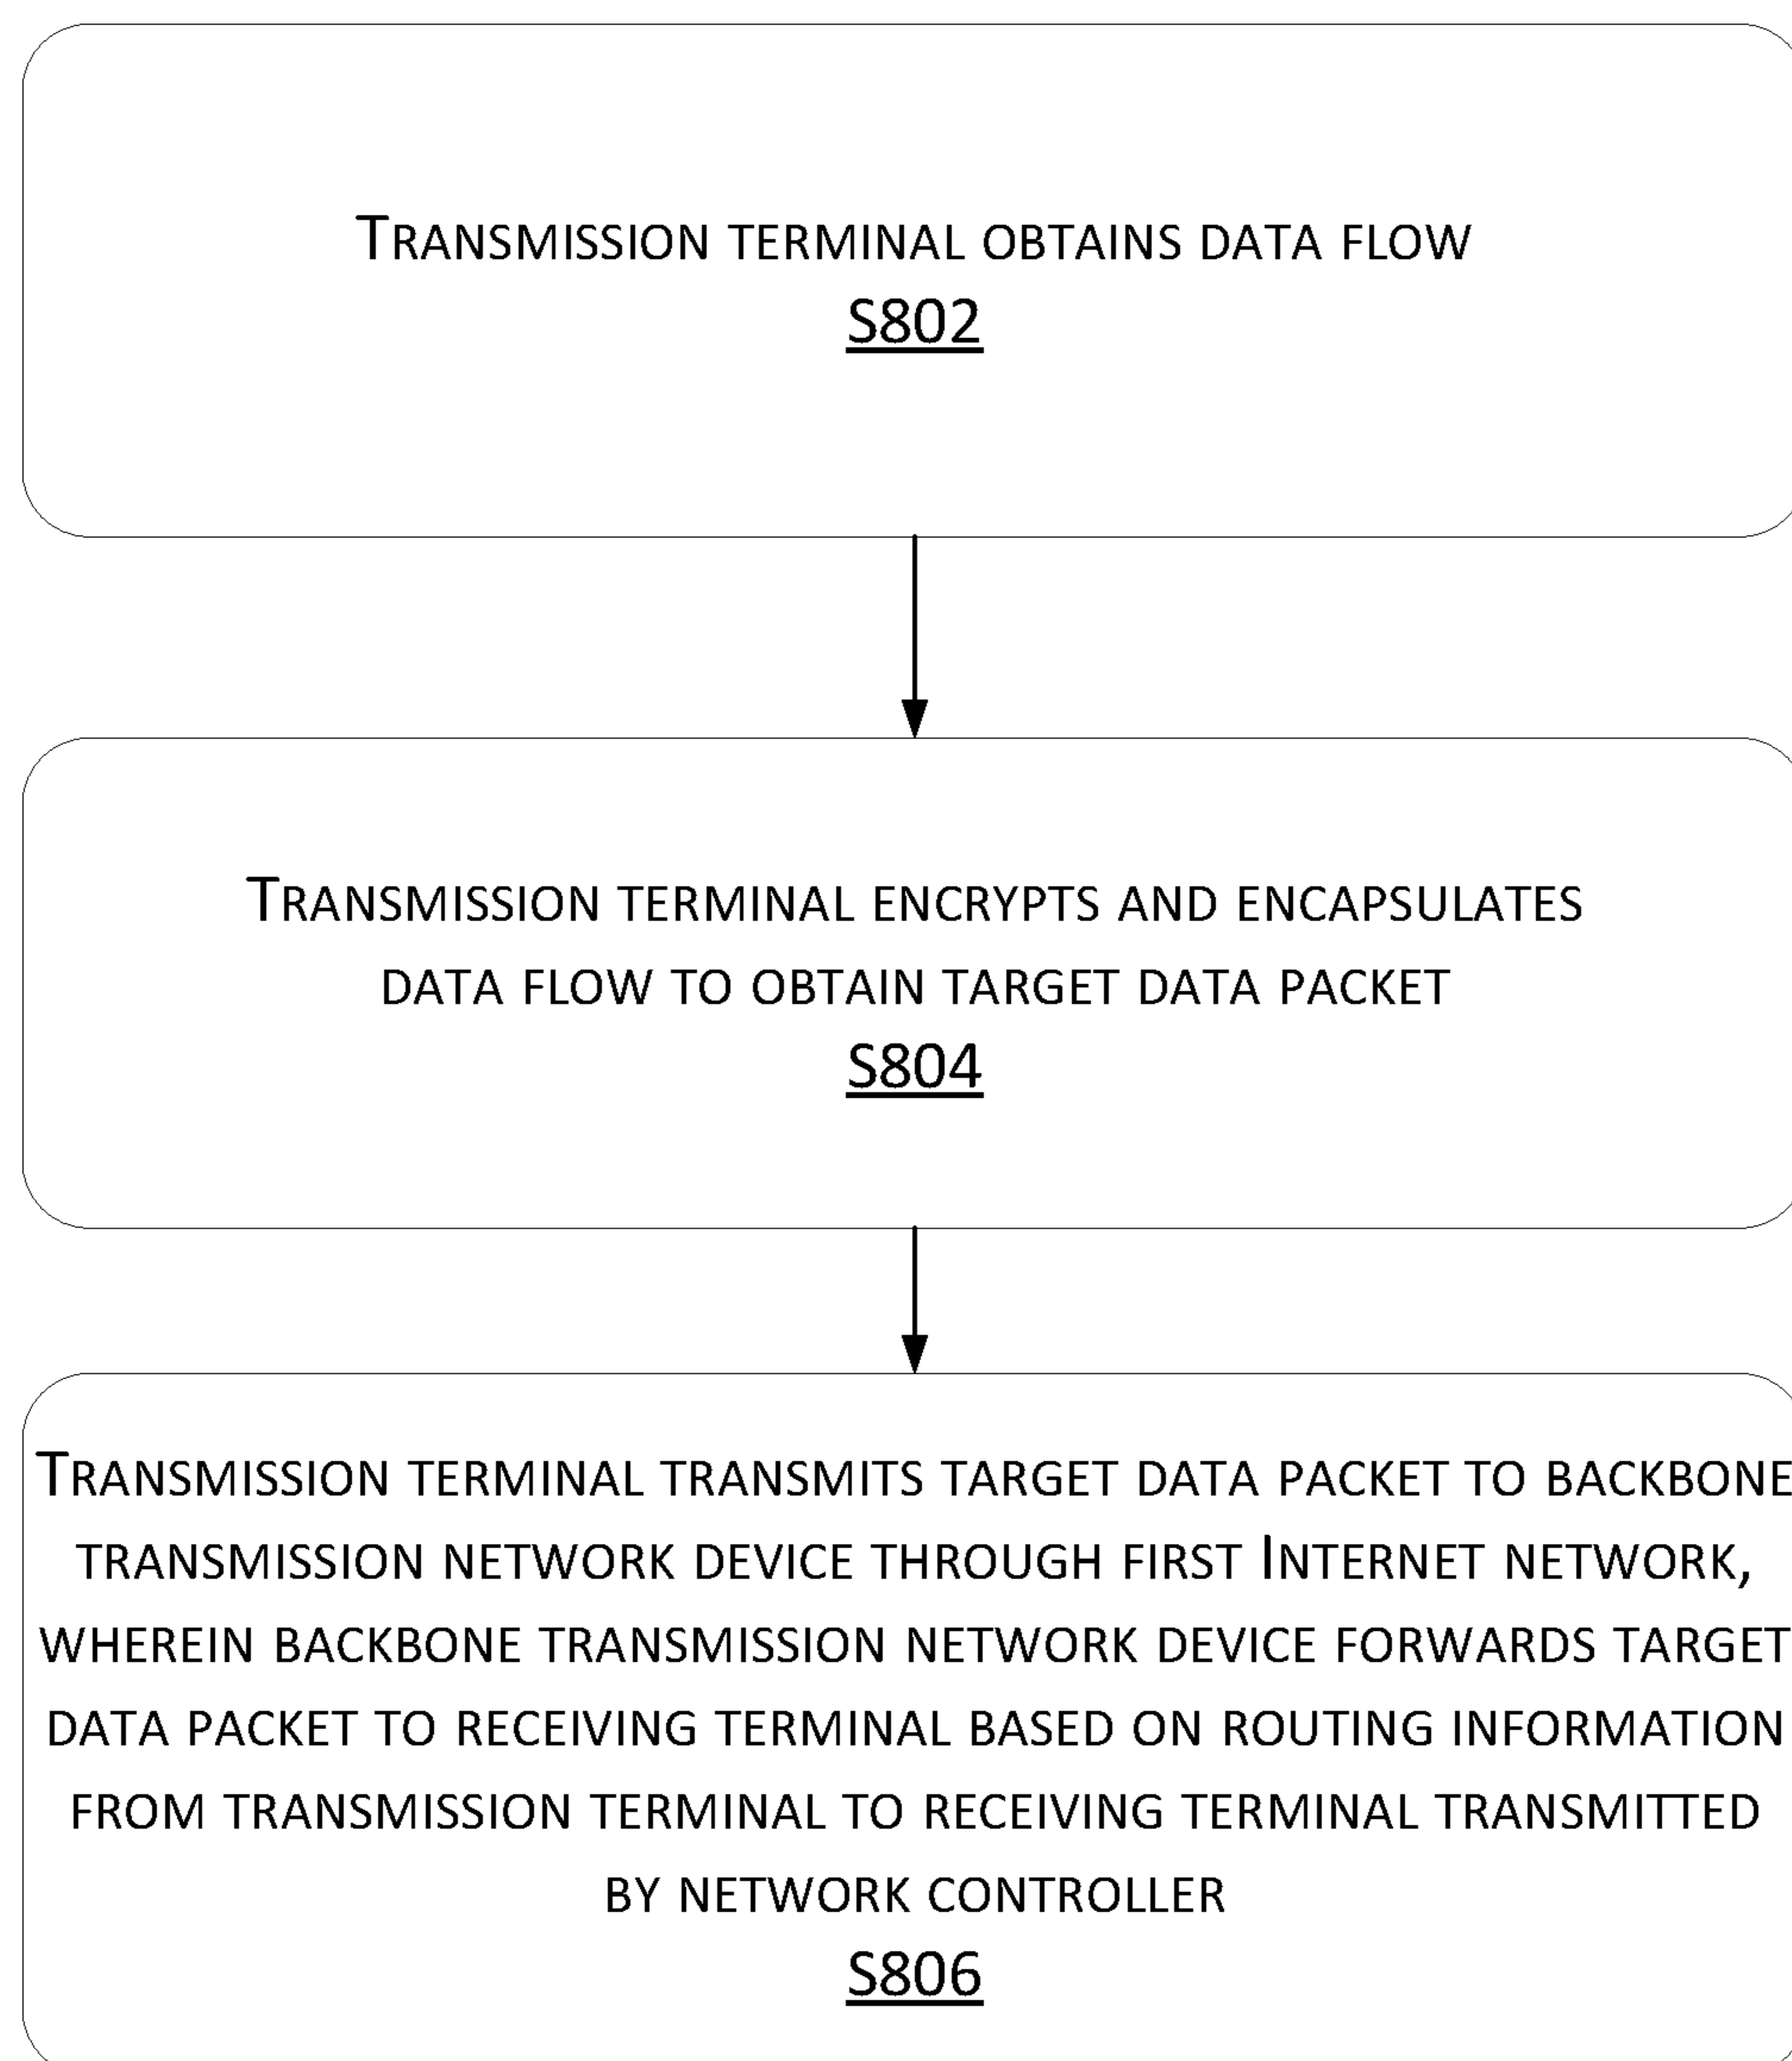 Transmission terminal obtains data flow
S802
Transmission terminal encrypts and encapsulates
data flow to obtain target data packet
S804
Transmission terminal transmits target data packet to backbone
transmission network device through first Internet network,
wherein backbone transmission network device forwards target
data packet to receiving terminal based on routing information
from transmission terminal to receiving terminal transmitted
by network controller
S806